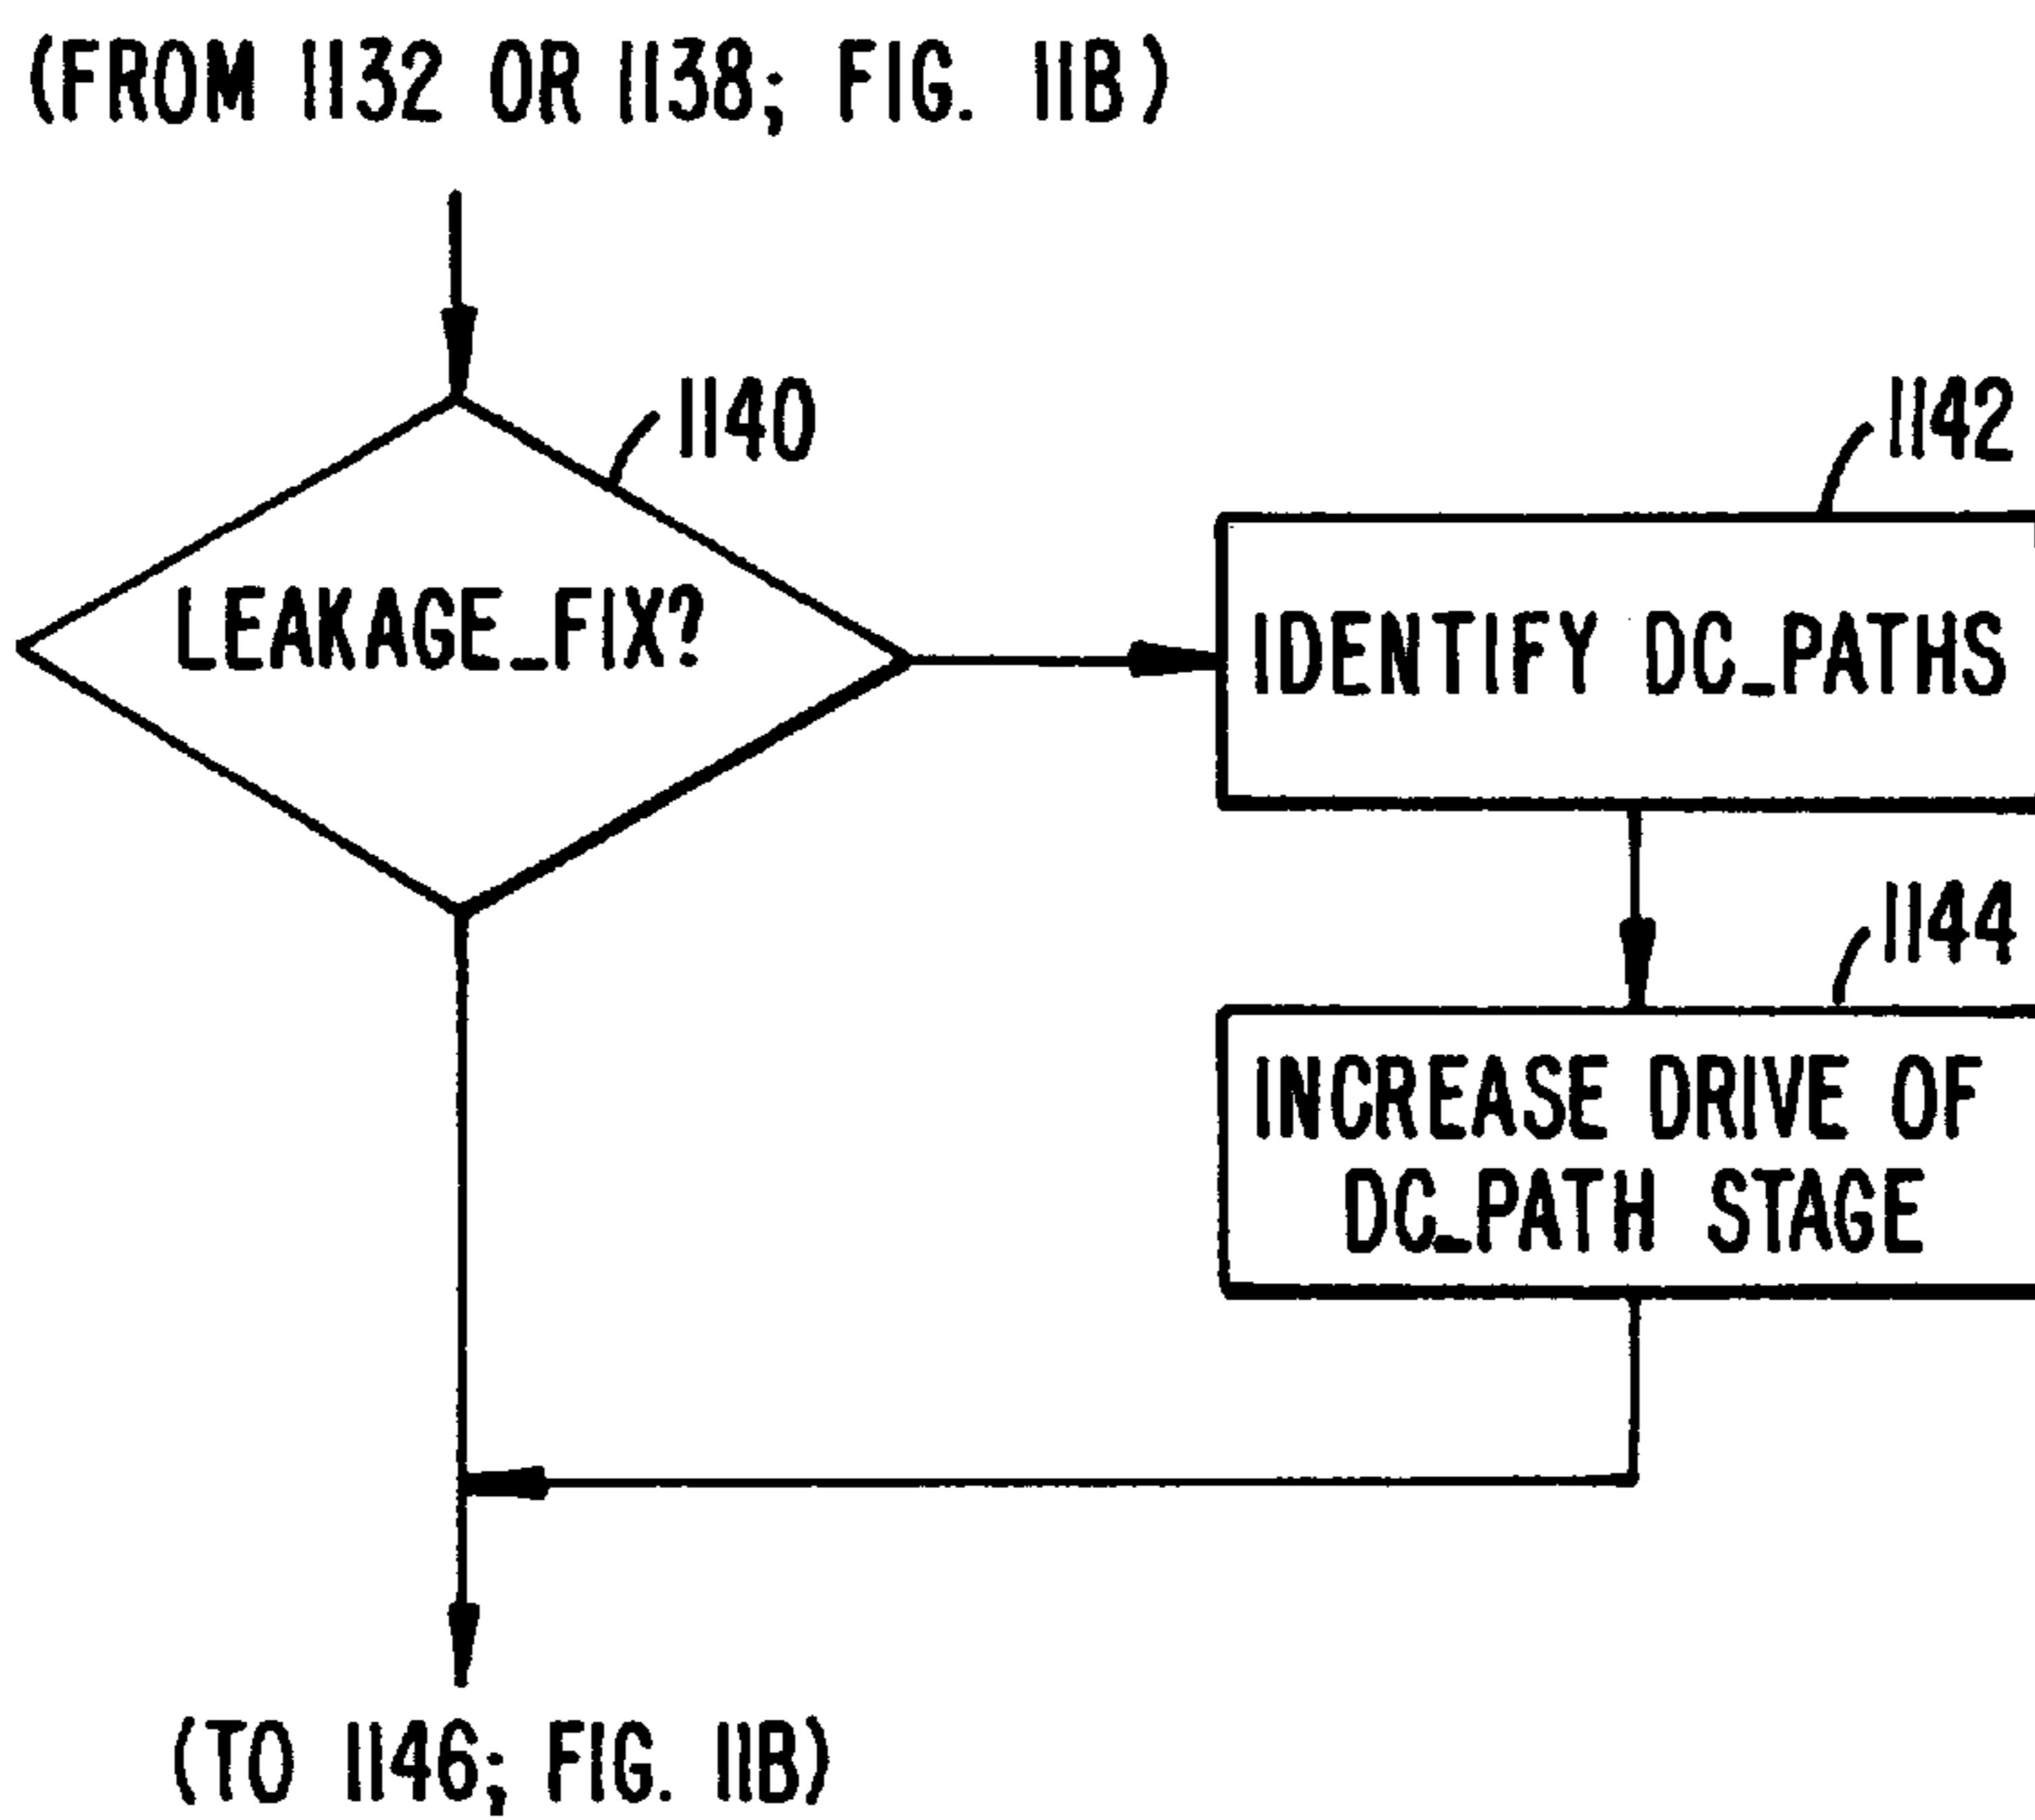 (FROM 1132 OR 1138; FIG. 11B)
1140
1142
LEAKAGE_FIX?
IDENTIFY DC_PATHS
1144
INCREASE DRIVE OF
DC_PATH STAGE
(TO 1146; FIG. 11B)